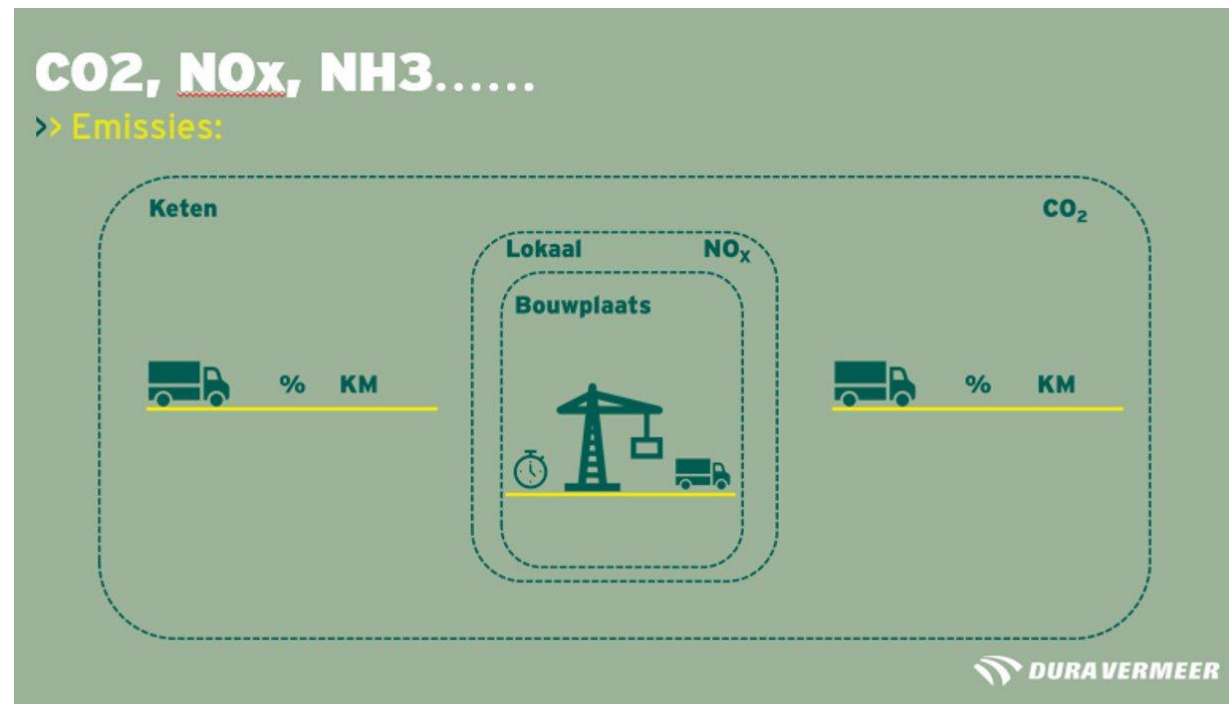 CO2, NOx, NH3......
>> Emissies:
Keten
CO₂
Lokaal
NOₓ
Bouwplaats
% KM
% KM
DURA VERMEER